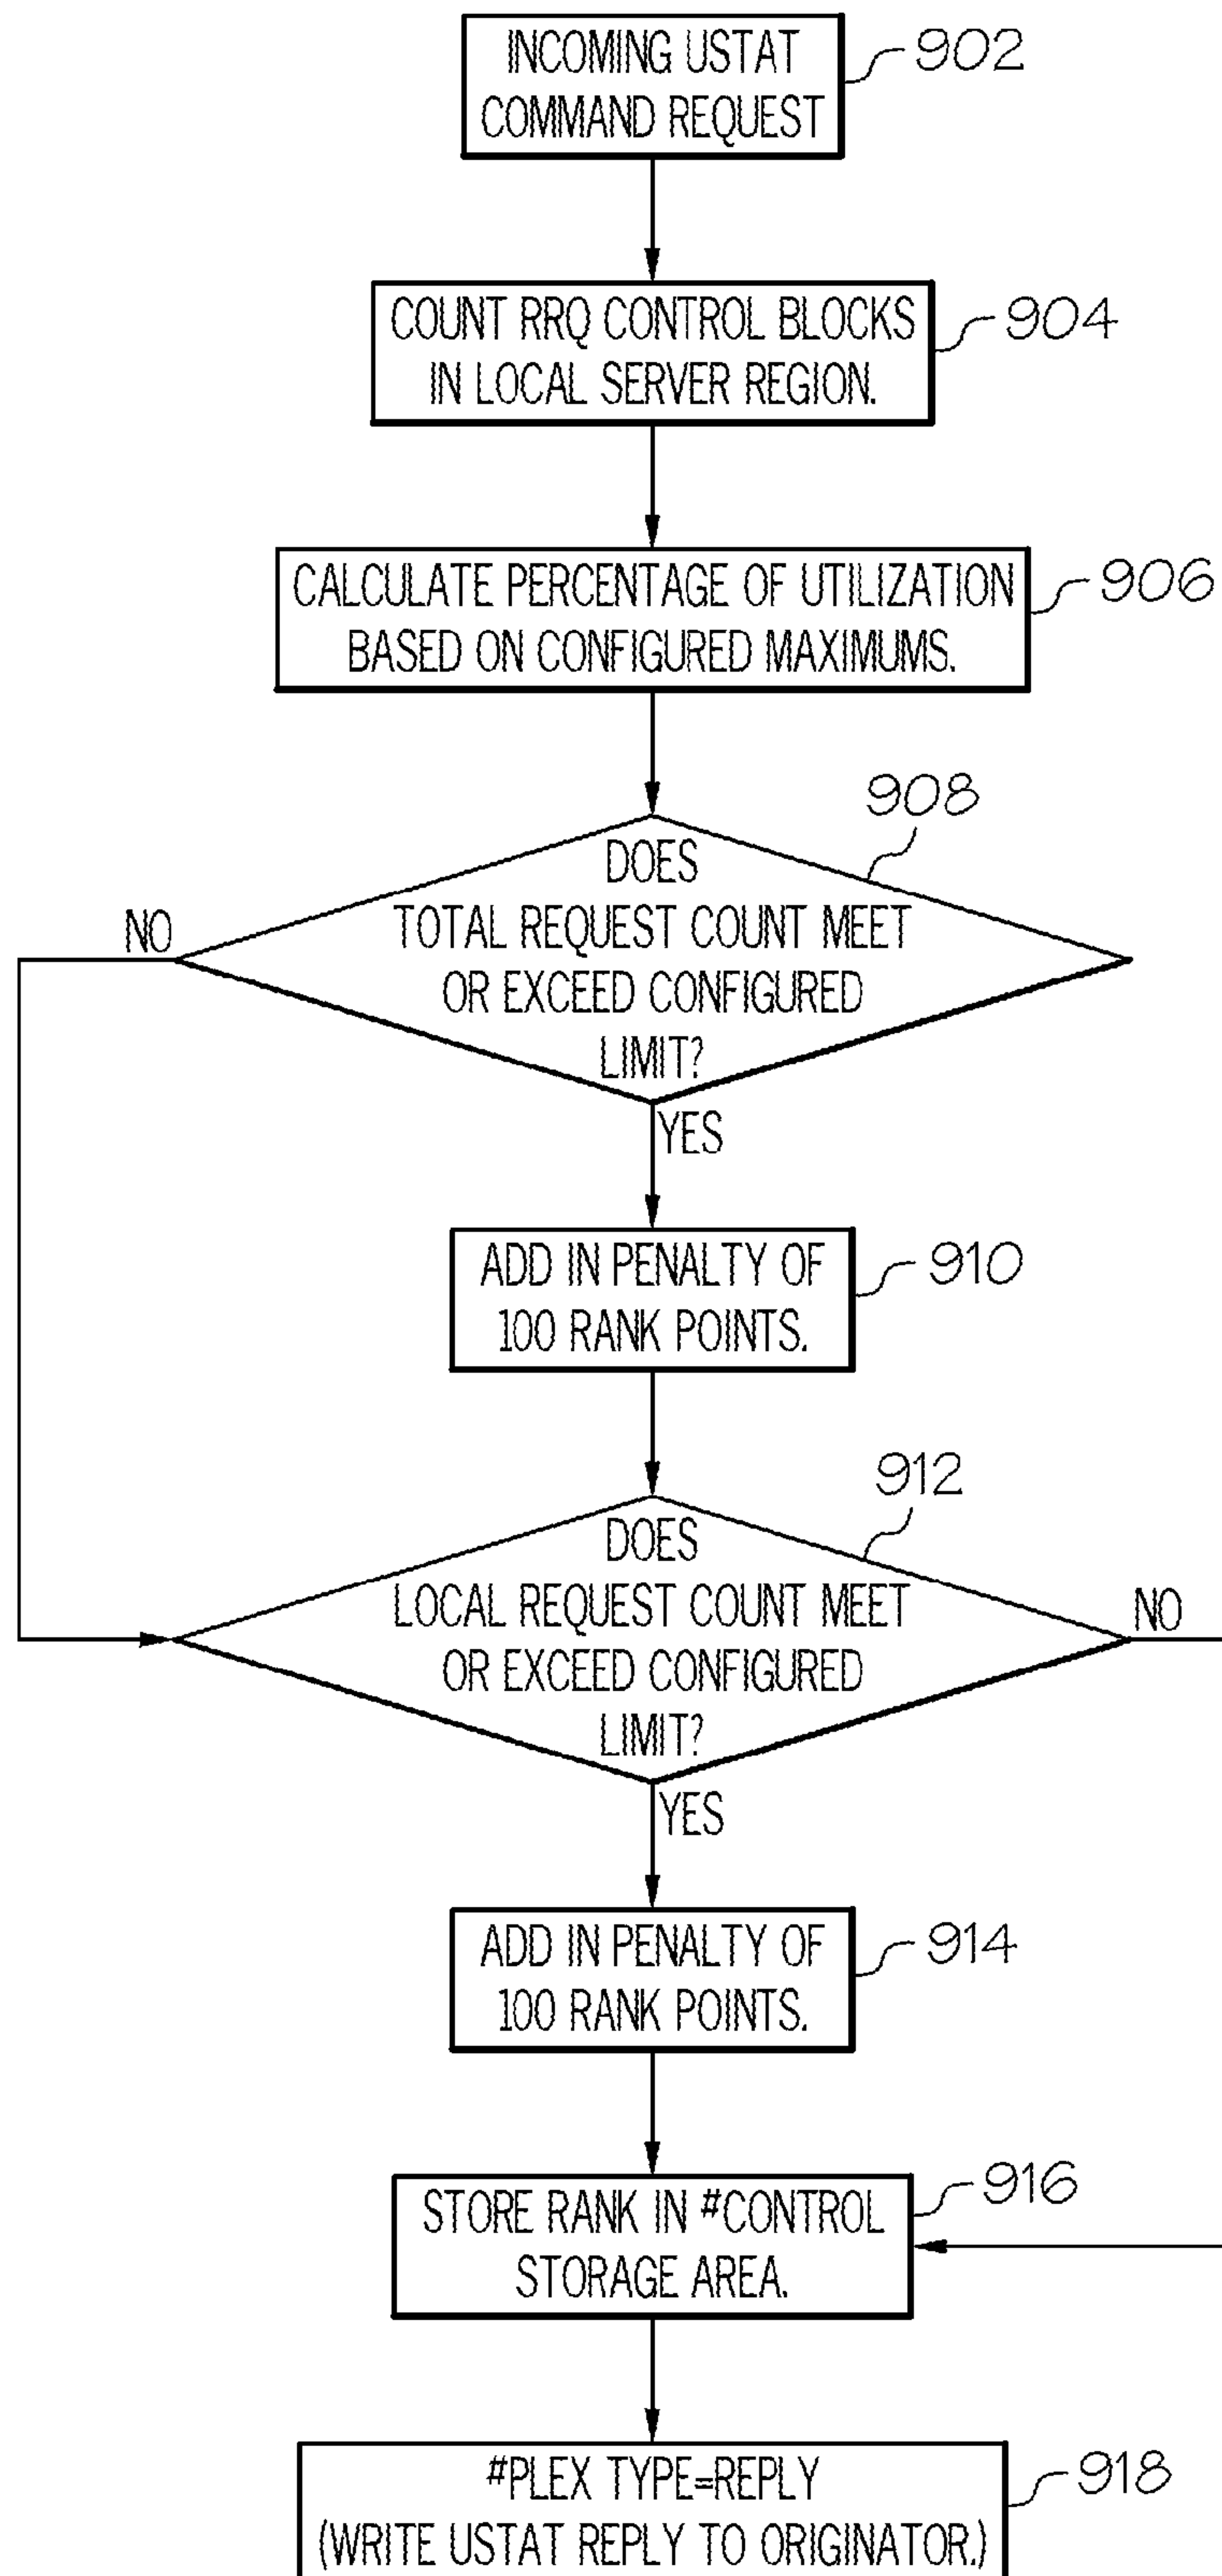 INCOMING USTAT
COMMAND REQUEST
902
COUNT RRQ CONTROL BLOCKS
IN LOCAL SERVER REGION.
904
CALCULATE PERCENTAGE OF UTILIZATION
BASED ON CONFIGURED MAXIMUMS.
906
908
DOES
TOTAL REQUEST COUNT MEET
OR EXCEED CONFIGURED
LIMIT?
NO
YES
ADD IN PENALTY OF
100 RANK POINTS.
910
912
DOES
LOCAL REQUEST COUNT MEET
OR EXCEED CONFIGURED
LIMIT?
NO
YES
ADD IN PENALTY OF
100 RANK POINTS.
914
STORE RANK IN #CONTROL
STORAGE AREA.
916
#PLEX TYPE=REPLY
(WRITE USTAT REPLY TO ORIGINATOR.)
918